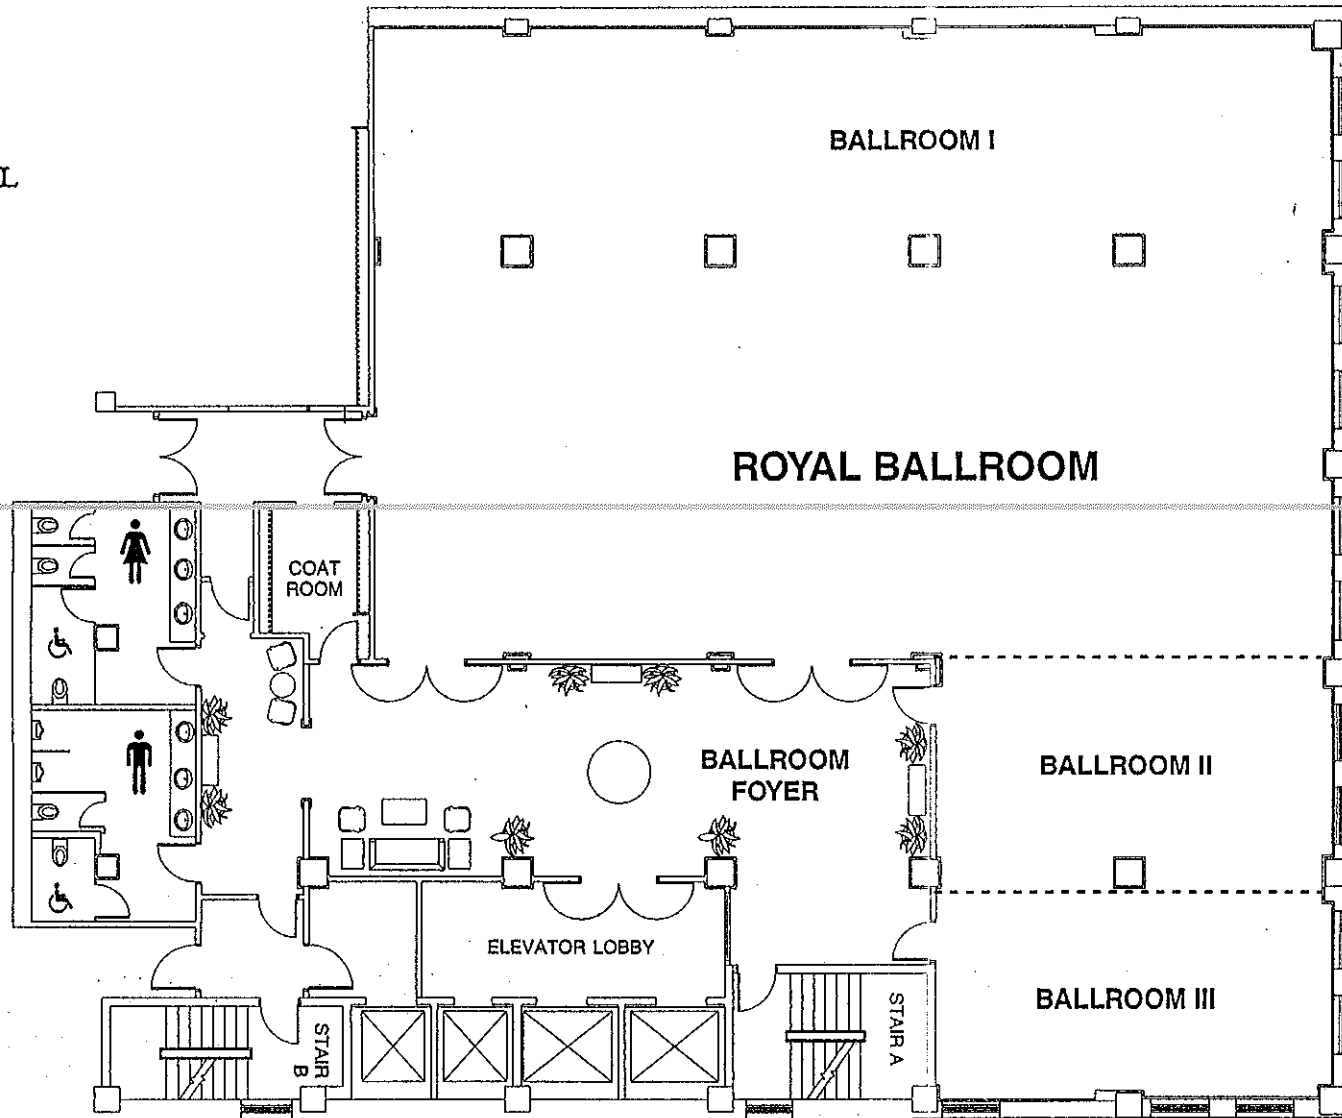 L
BALLROOM I
ROYAL BALLROOM
COAT
ROOM
BALLROOM
FOYER
BALLROOM II
ELEVATOR LOBBY
BALLROOM III
STAIR A
STAIR
B